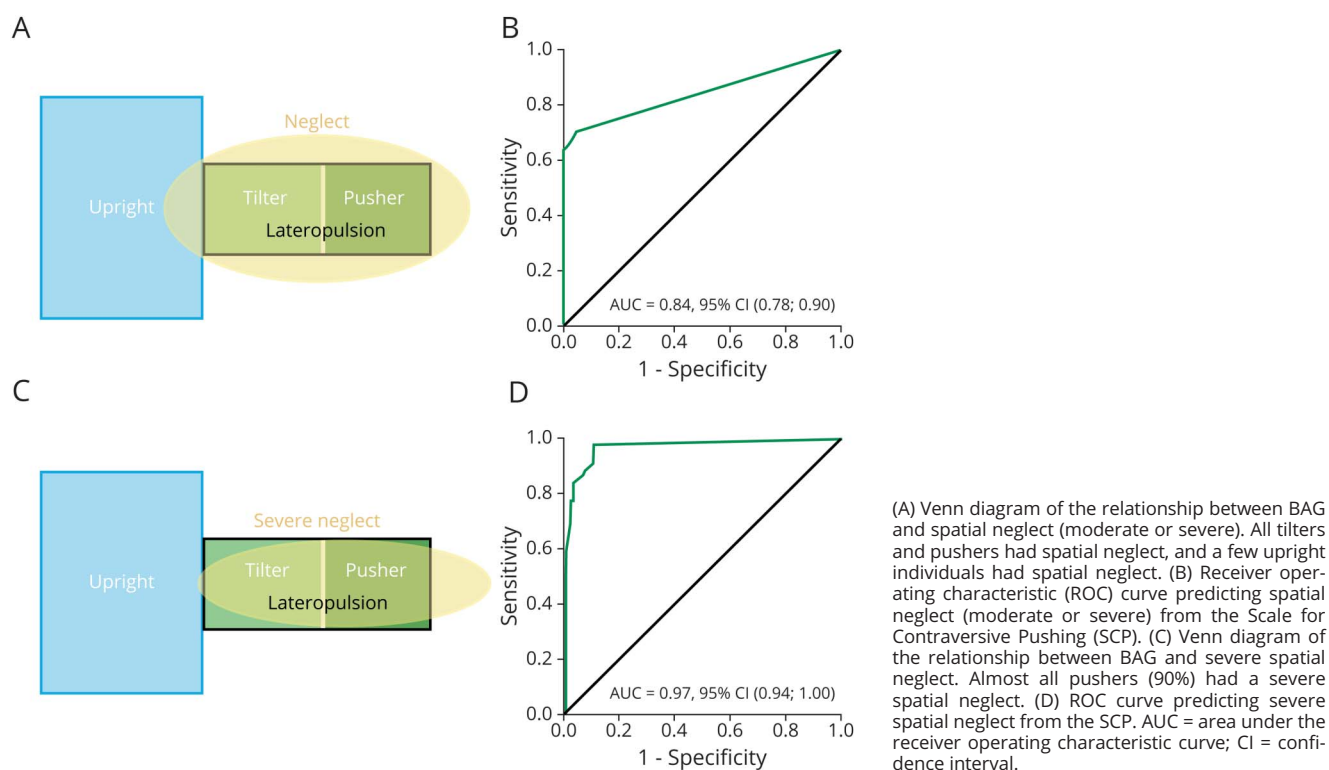 A
Neglect
Upright
Tilter
Pusher
Lateropulsion
B
1.0
0.8
0.6
0.4
0.2
0.0
Sensitivity
AUC = 0.84, 95% CI (0.78; 0.90)
0.0 0.2 0.4 0.6 0.8 1.0
1 - Specificity
C
Severe neglect
Upright
Tilter
Pusher
Lateropulsion
D
1.0
0.8
0.6
0.4
0.2
0.0
Sensitivity
AUC = 0.97, 95% CI (0.94; 1.00)
0.0 0.2 0.4 0.6 0.8 1.0
1 - Specificity
(A) Venn diagram of the relationship between BAG
and spatial neglect (moderate or severe). All tilters
and pushers had spatial neglect, and a few upright
individuals had spatial neglect. (B) Receiver oper-
ating characteristic (ROC) curve predicting spatial
neglect (moderate or severe) from the Scale for
Contraversive Pushing (SCP). (C) Venn diagram of
the relationship between BAG and severe spatial
neglect. Almost all pushers (90%) had a severe
spatial neglect. (D) ROC curve predicting severe
spatial neglect from the SCP. AUC = area under the
receiver operating characteristic curve; CI = confi-
dence interval.